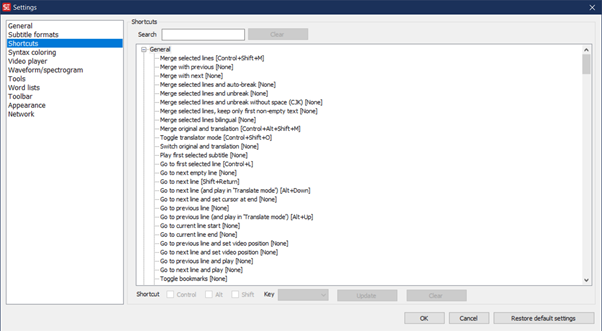 SE Settings
General
Subtitle formats
Shortcuts
Syntax coloring
Video player
Waveform/spectrogram
Tools
Word lists
Toolbar
Appearance
Network
Shortcuts
Search
Clear
General
Merge selected lines [Control+Shift+M]
Merge with previous [None]
Merge with next [None]
Merge selected lines and auto-break [None]
Merge selected lines and unbreak [None]
Merge selected lines and unbreak without space (CJK) [None]
Merge selected lines, keep only first non-empty text [None]
Merge selected lines bilingual [None]
Merge original and translation [Control+Alt+Shift+M]
Toggle translator mode [Control+Shift+O]
Switch original and translation [None]
Play first selected subtitle [None]
Go to first selected line [Control+L]
Go to next empty line [None]
Go to next line [Shift+Return]
Go to next line (and play in 'Translate mode') [Alt+Down]
Go to next line and set cursor at end [None]
Go to previous line [None]
Go to previous line (and play in 'Translate mode') [Alt+Up]
Go to current line start [None]
Go to current line end [None]
Go to previous line and set video position [None]
Go to next line and set video position [None]
Go to previous line and play [None]
Go to next line and play [None]
Toggle bookmarks [None]
Shortcut Control Alt Shift Key Update Clear
OK Cancel Restore default settings